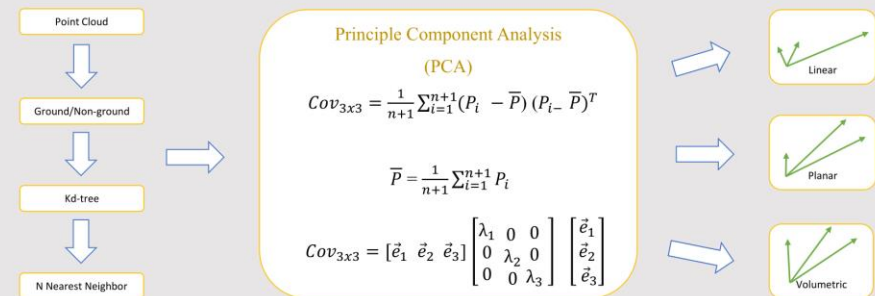 Point Cloud
Ground/Non-ground
Kd-tree
N Nearest Neighbor
Principle Component Analysis
(PCA)
Cov₃ₓ₃ = 1/(n+1) ∑ᵢ₌₁ⁿ⁺¹(Pᵢ − P̅) (Pᵢ₋ P̅)ᵀ
P̅ = 1/(n+1) ∑ᵢ₌₁ⁿ⁺¹ Pᵢ
Cov₃ₓ₃ = [e⃗₁ e⃗₂ e⃗₃] [λ₁ 0 0; 0 λ₂ 0; 0 0 λ₃] [e⃗₁; e⃗₂; e⃗₃]
Linear
Planar
Volumetric